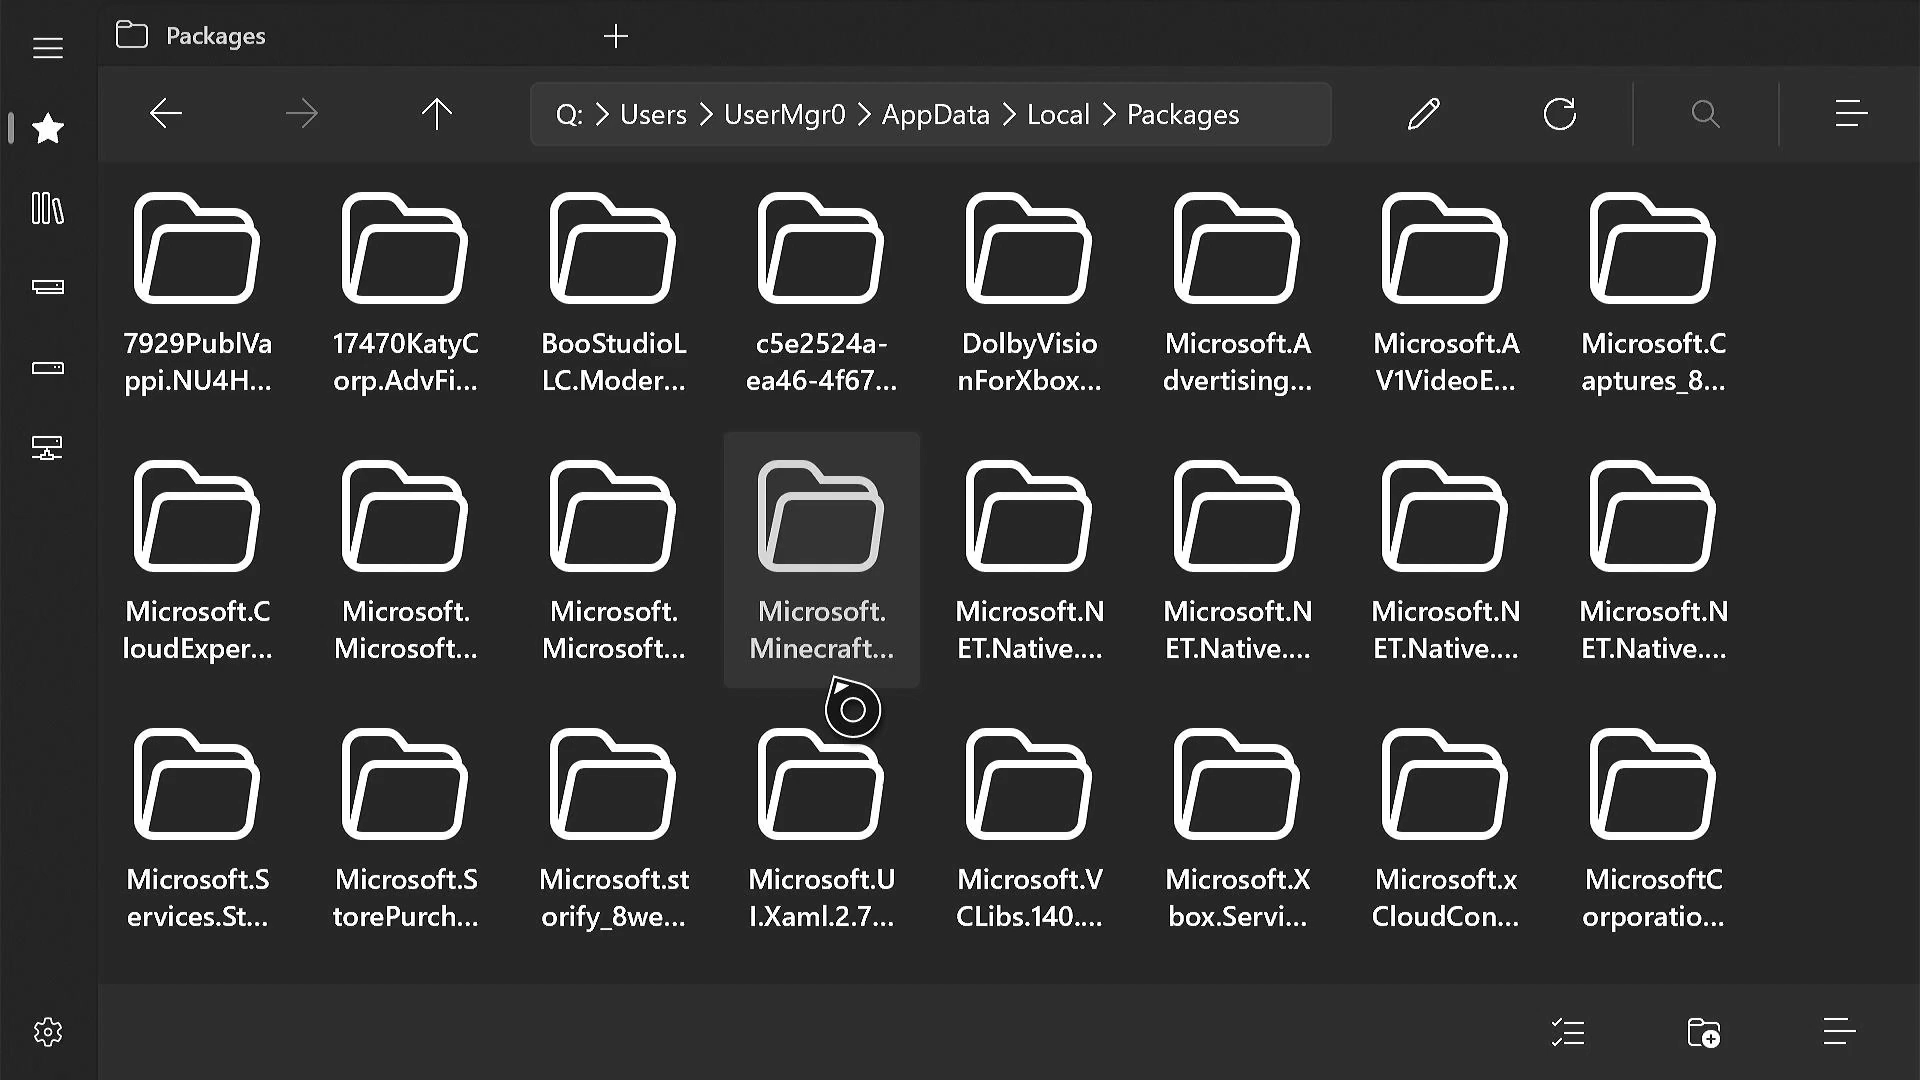 Packages
Q: Users UserMgr0 AppData Local Packages
7929PublVa
ppi.NU4H...
17470KatyC
orp.AdvFi...
BooStudioL
LC.Moder...
c5e2524a-
ea46-4f67...
DolbyVisio
nForXbox...
Microsoft.A
dvertising...
Microsoft.A
V1VideoE...
Microsoft.C
aptures_8...
Microsoft.C
loudExper...
Microsoft.
Microsoft...
Microsoft.
Microsoft...
Microsoft.
Minecraft...
Microsoft.N
ET.Native....
Microsoft.N
ET.Native....
Microsoft.N
ET.Native....
Microsoft.N
ET.Native....
Microsoft.S
ervices.St...
Microsoft.S
torePurch...
Microsoft.st
orify_8we...
Microsoft.U
I.Xaml.2.7...
Microsoft.V
CLibs.140....
Microsoft.X
box.Servi...
Microsoft.x
CloudCon...
MicrosoftC
orporatio...